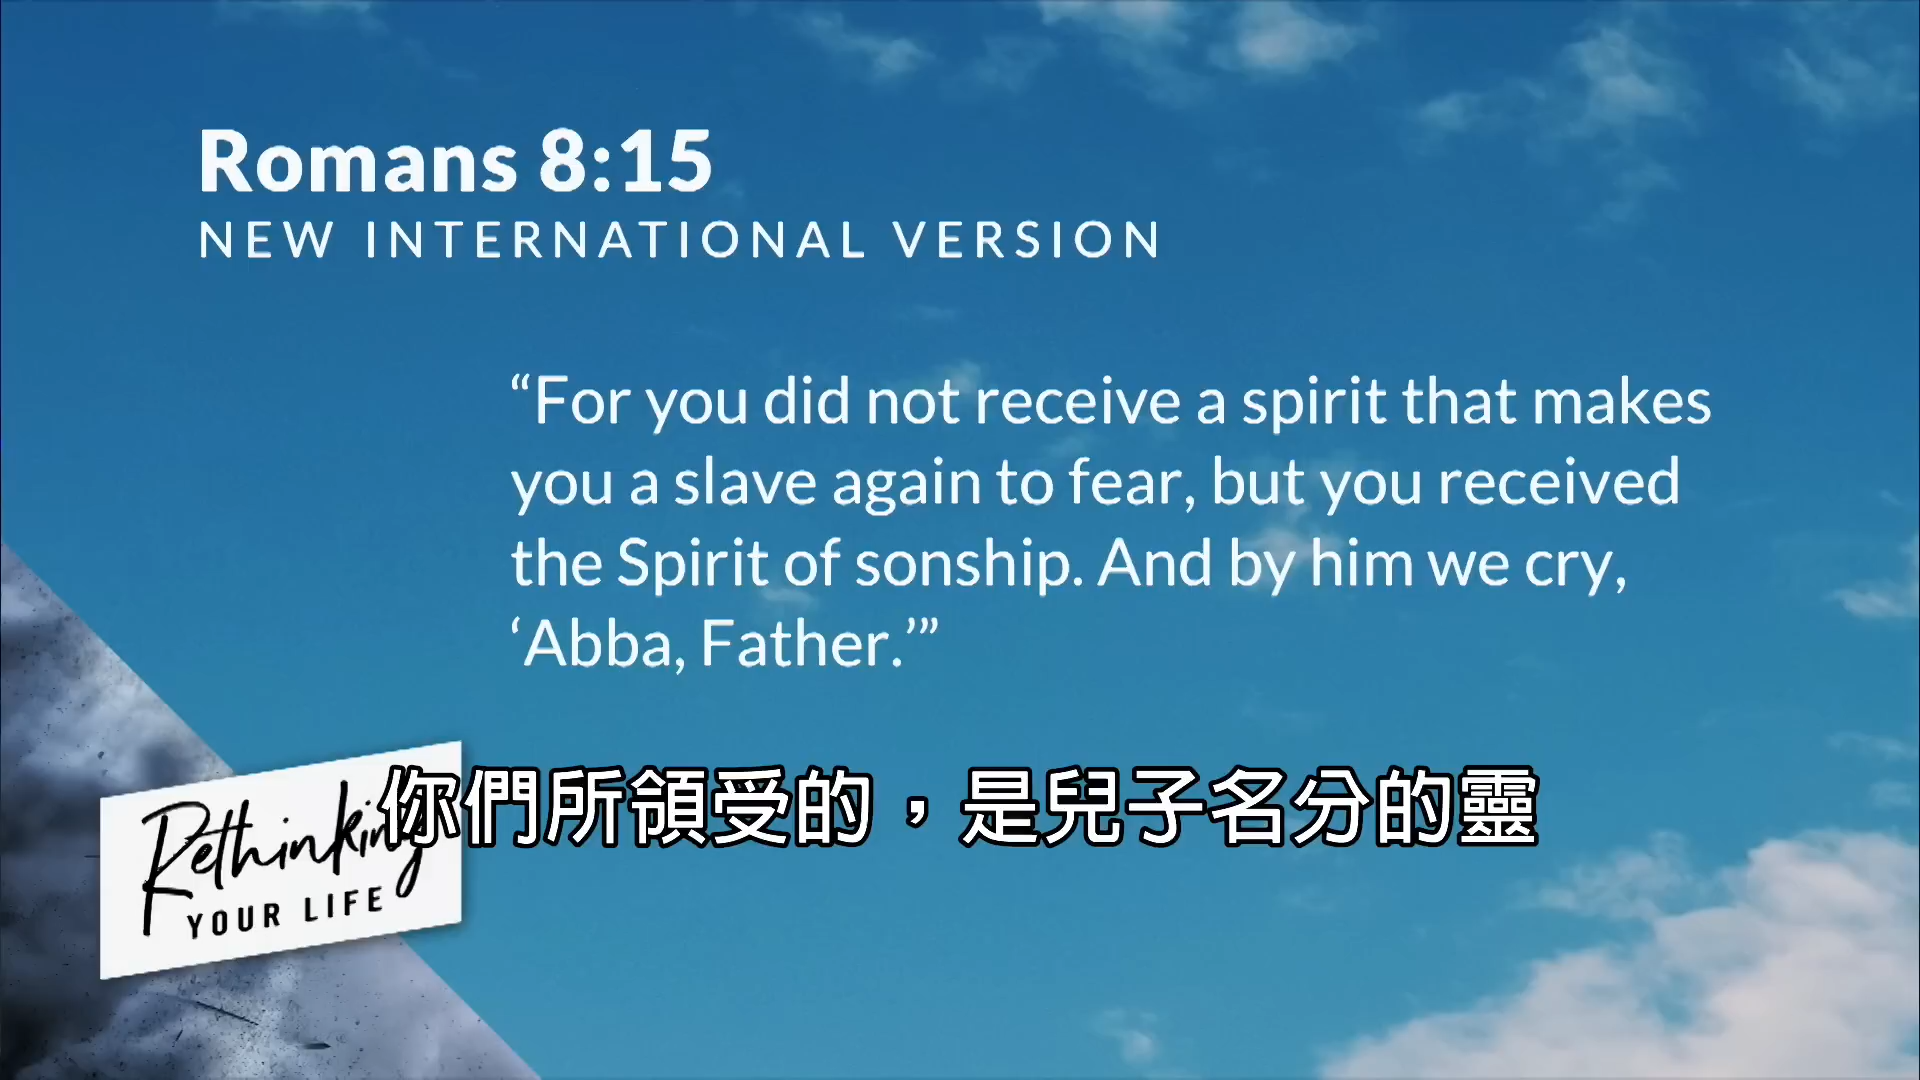 Romans 8:15
NEW INTERNATIONAL VERSION
“For you did not receive a spirit that makes
you a slave again to fear, but you received
the Spirit of sonship. And by him we cry,
‘Abba, Father.’”
你們所領受的，是兒子名分的靈
Rethinking
YOUR LIFE